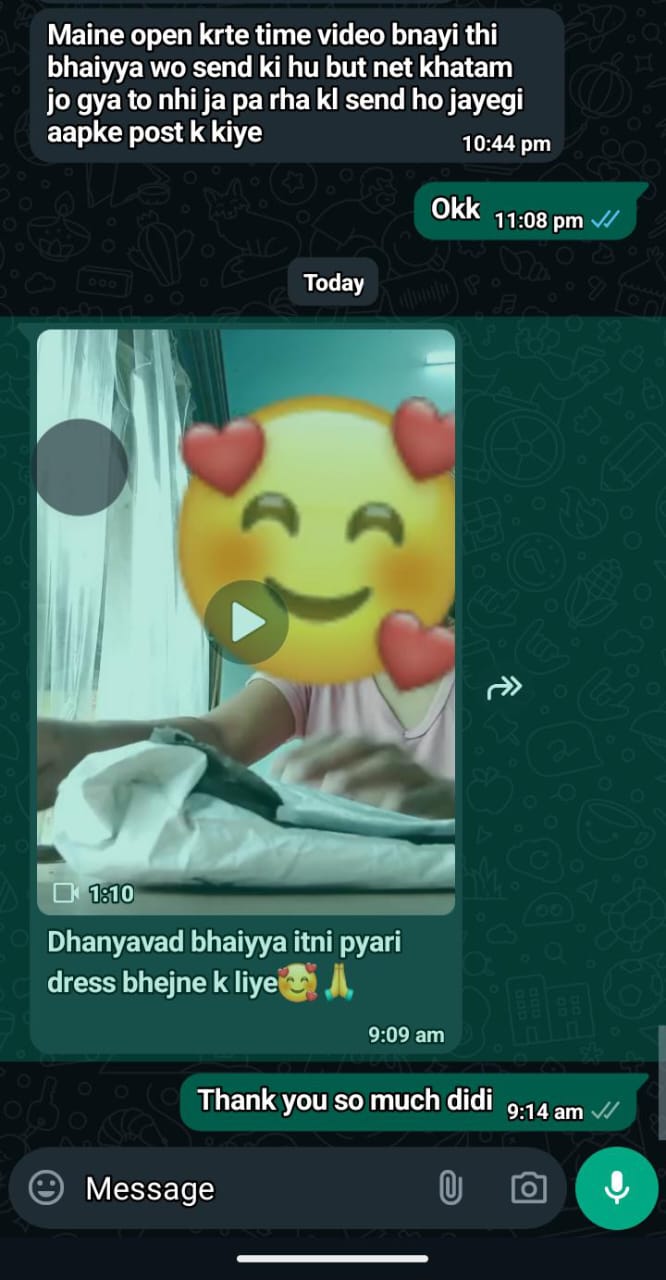 Maine open krte time video bnayi thi
bhaiyya wo send ki hu but net khatam
jo gya to nhi ja pa rha kl send ho jayegi
aapke post k kiye
10:44 pm
Okk
11:08 pm
Today
1:10
Dhanyavad bhaiyya itni pyari
dress bhejne k liye🥰🙏
9:09 am
Thank you so much didi
9:14 am
Message